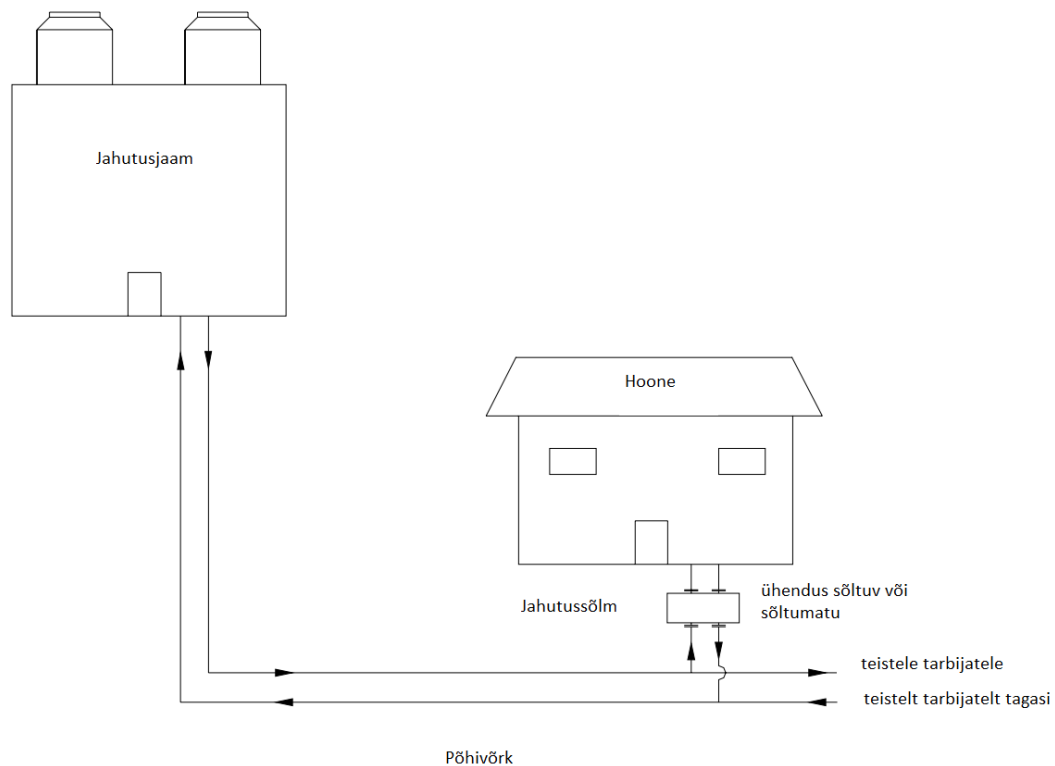 Jahutusjaam
Hoone
Jahutussõlm
ühendus sõltuv või
sõltumatu
teistele tarbijatele
teistelt tarbijatelt tagasi
Põhivõrk